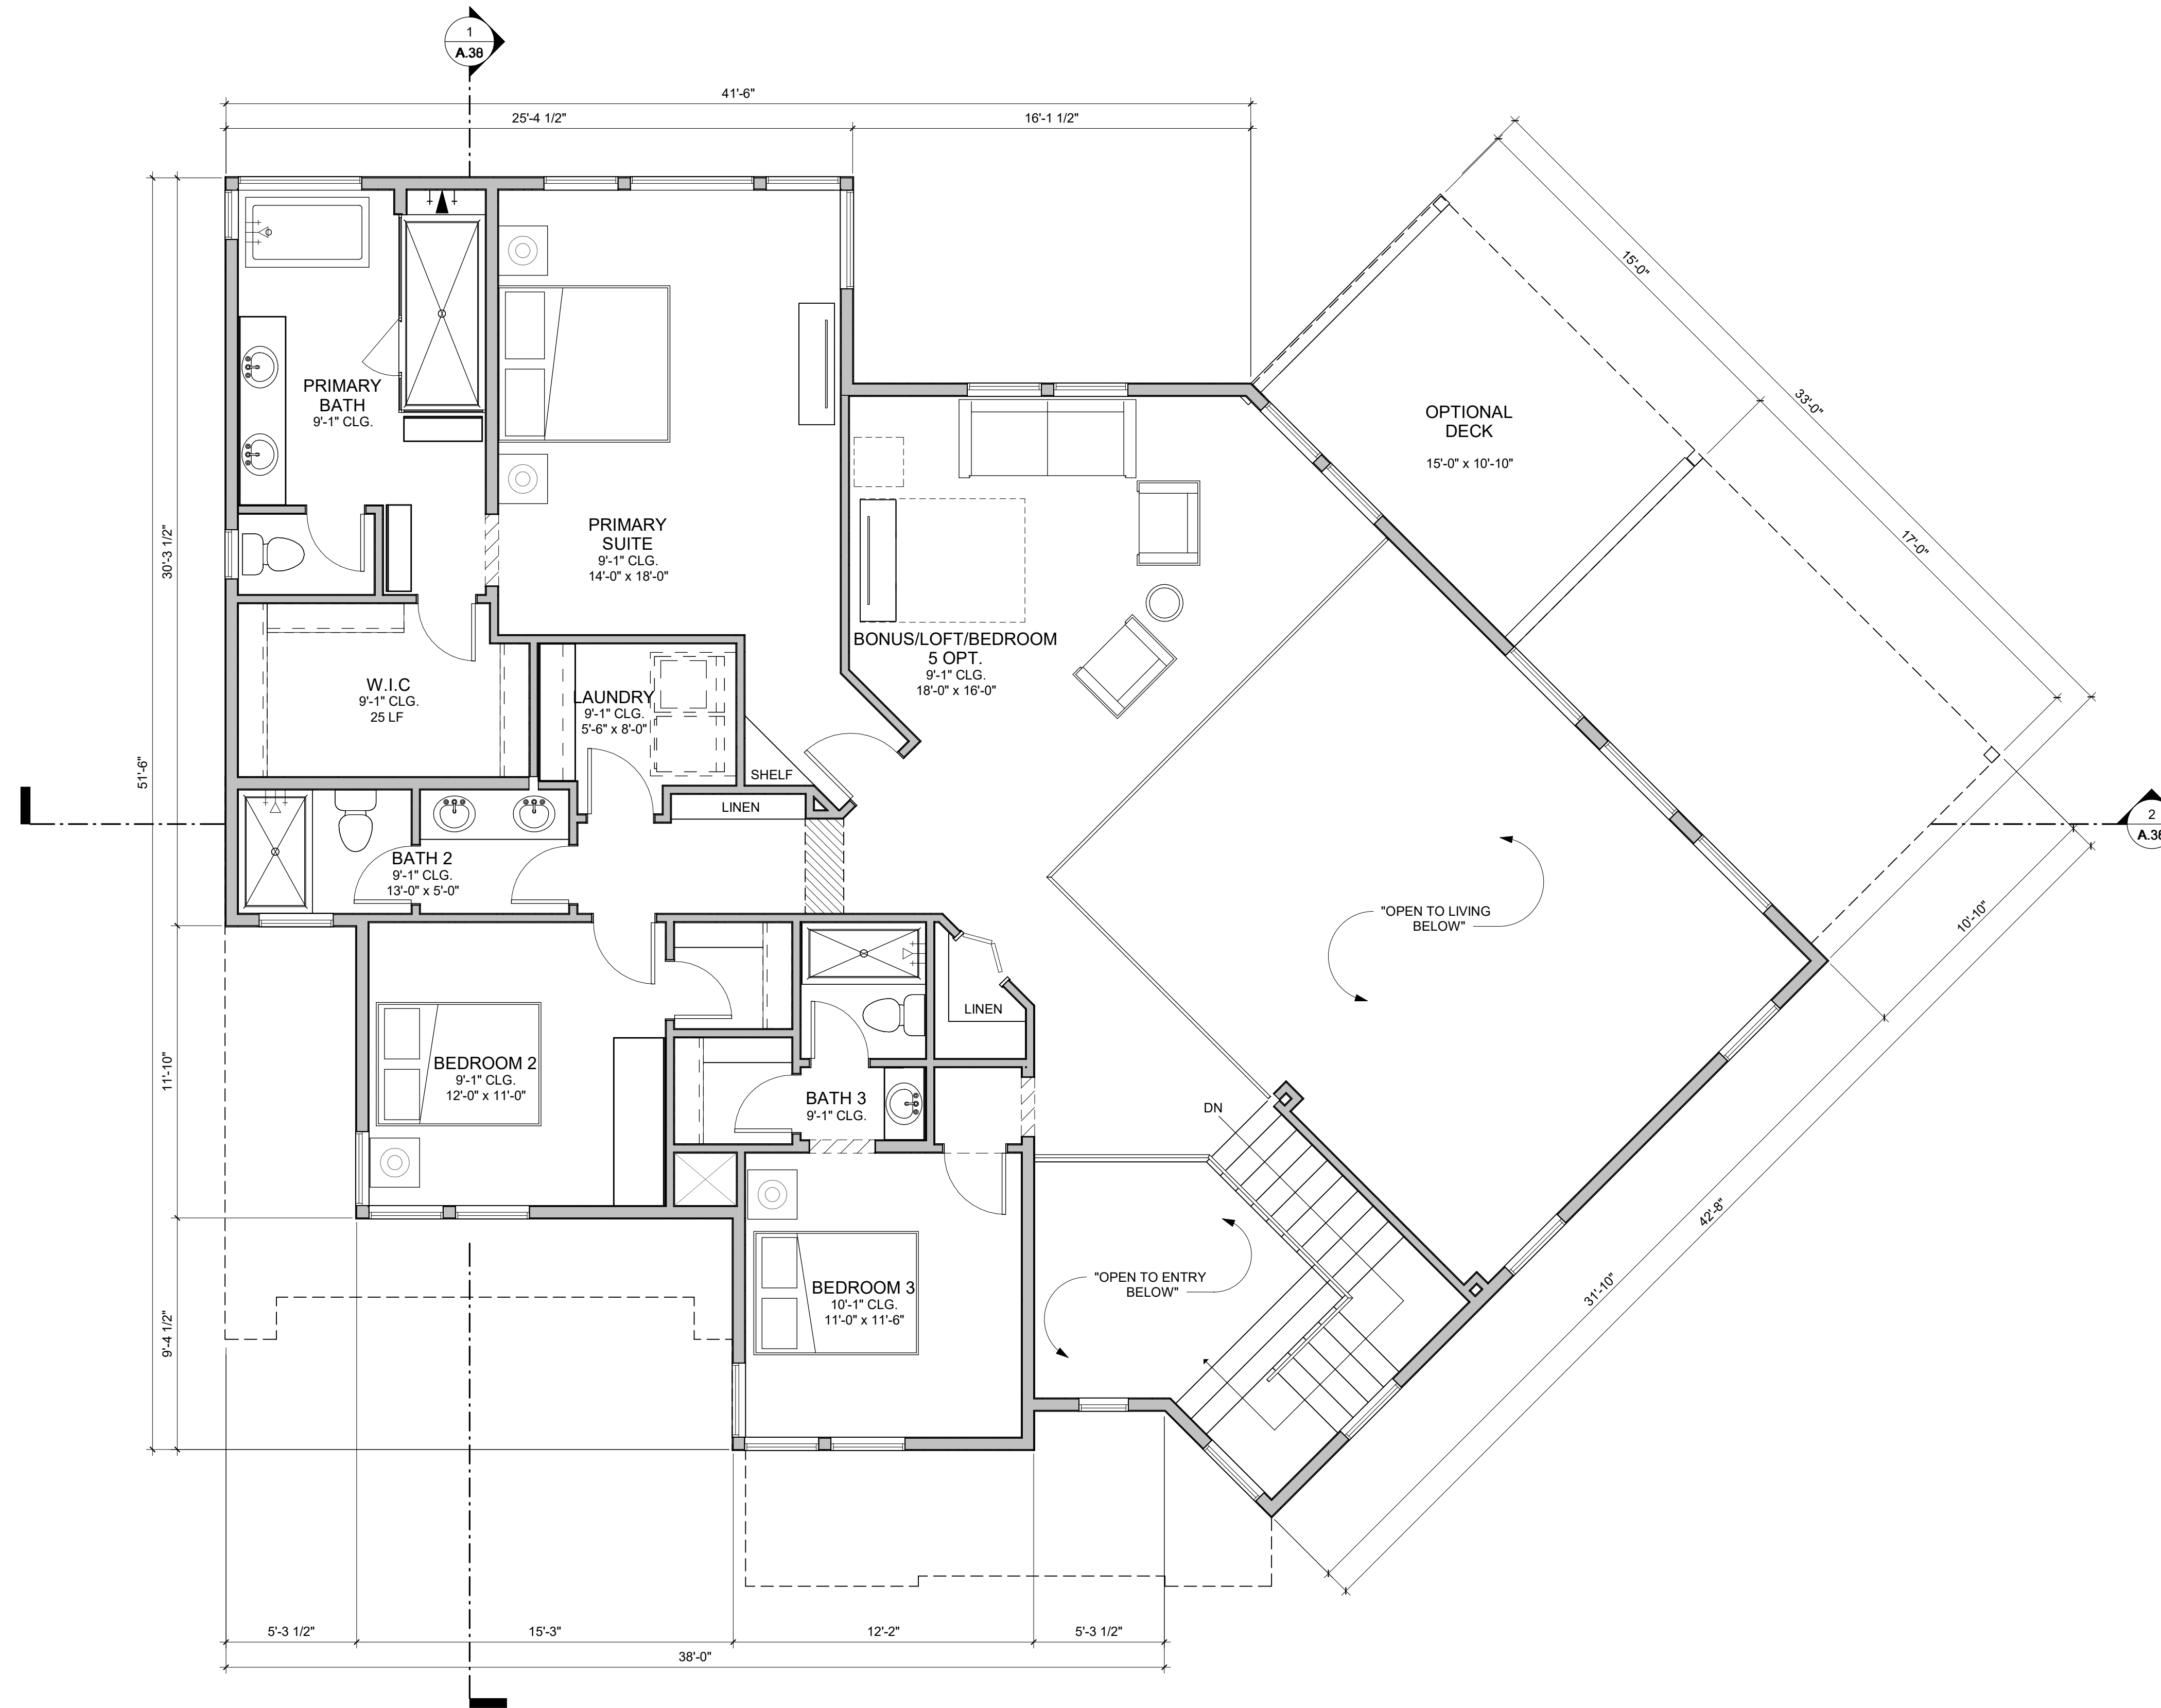 1
A.38
41'-6"
25'-4 1/2"
16'-1 1/2"
15'-0"
33'-0"
17'-0"
PRIMARY
BATH
9'-1" CLG.
OPTIONAL
DECK
15'-0" x 10'-10"
30'-3 1/2"
PRIMARY
SUITE
9'-1" CLG.
14'-0" x 18'-0"
BONUS/LOFT/BEDROOM
5 OPT.
9'-1" CLG.
18'-0" x 16'-0"
W.I.C
9'-1" CLG.
25 LF
LAUNDRY
9'-1" CLG.
5'-6" x 8'-0"
51'-6"
SHELF
LINEN
2
BATH 2
9'-1" CLG.
13'-0" x 5'-0"
"OPEN TO LIVING
BELOW"
10'-10"
LINEN
11'-10"
BEDROOM 2
9'-1" CLG.
12'-0" x 11'-0"
BATH 3
9'-1" CLG.
DN
42'-8"
31'-10"
"OPEN TO ENTRY
BELOW"
BEDROOM 3
10'-1" CLG.
11'-0" x 11'-6"
9'-4 1/2"
5'-3 1/2"
15'-3"
12'-2"
5'-3 1/2"
38'-0"